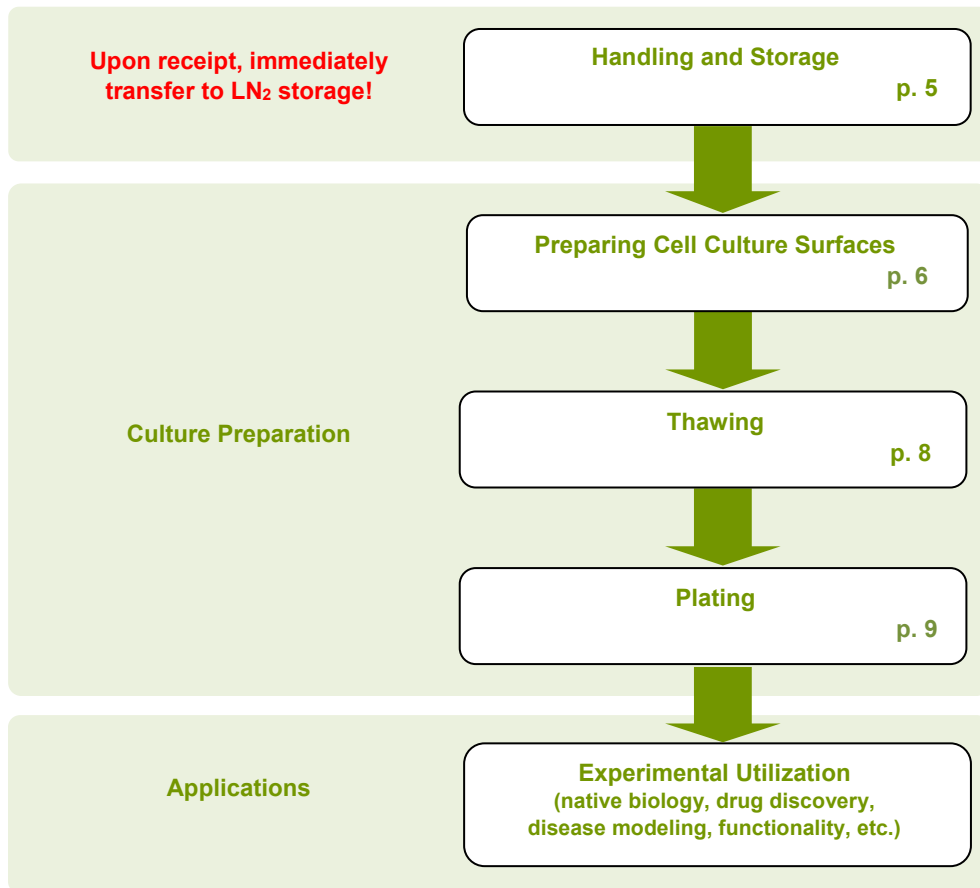 Upon receipt, immediately
transfer to LN₂ storage!
Handling and Storage
p. 5
Preparing Cell Culture Surfaces
p. 6
Culture Preparation
Thawing
p. 8
Plating
p. 9
Applications
Experimental Utilization
(native biology, drug discovery,
disease modeling, functionality, etc.)